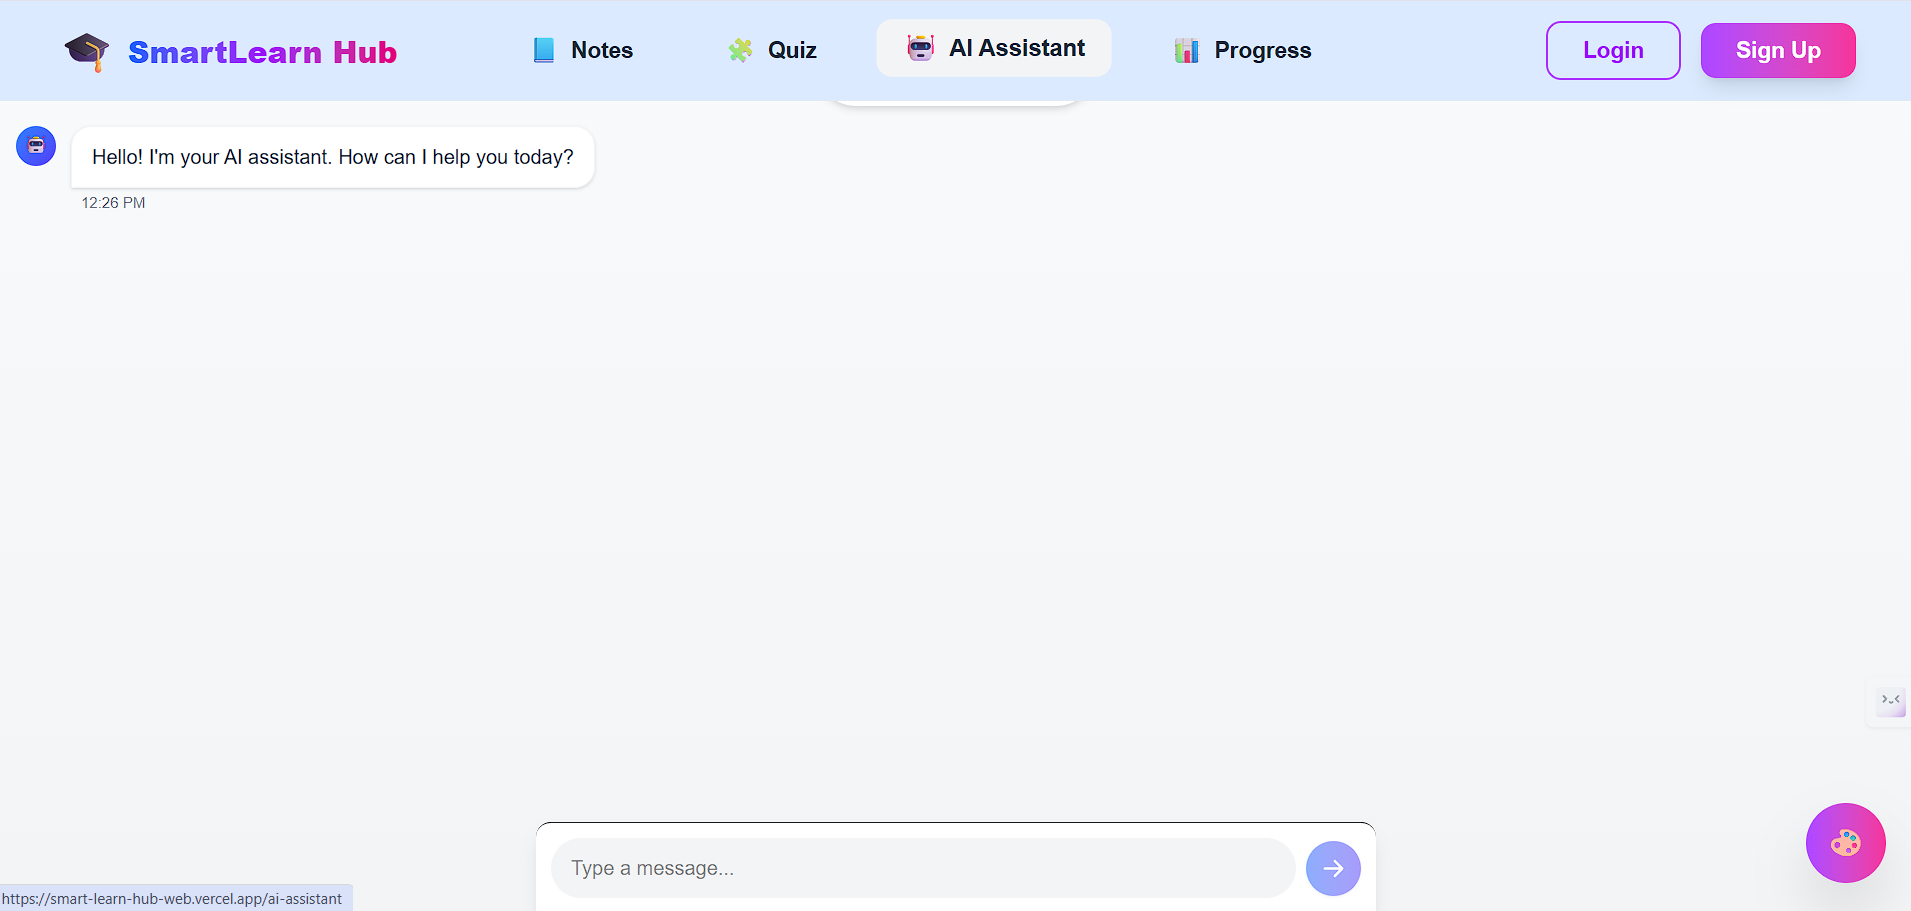 SmartLearn Hub
Notes
Quiz
AI Assistant
Progress
Login
Sign Up
Hello! I'm your AI assistant. How can I help you today?
12:26 PM
Type a message...
https://smart-learn-hub-web.vercel.app/ai-assistant